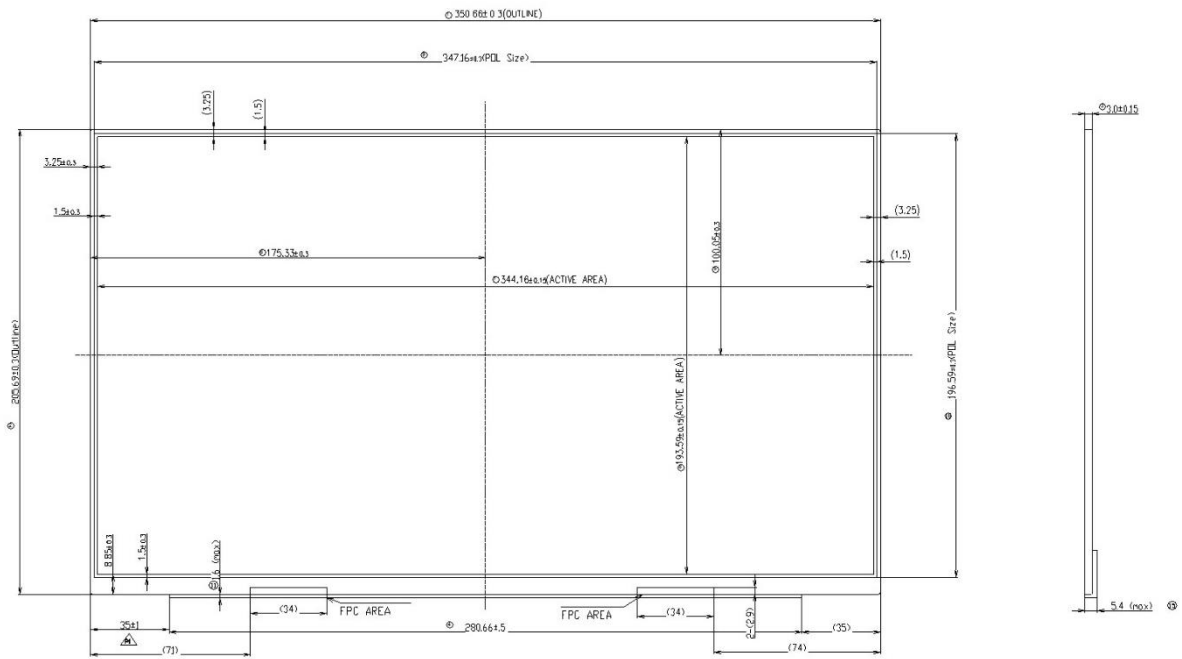 350.66±0.3(OUTLINE)
347.16±0.3(POL Size)
(3.25)
(1.5)
3.0±0.15
3.25±0.3
1.5±0.3
(3.25)
(1.5)
175.33±0.3
100.05±0.3
344.16±0.15(ACTIVE AREA)
205.69±0.3(Outline)
196.59±0.3(POL Size)
193.59±0.15(ACTIVE AREA)
8.85±0.3
1.5±0.3
1.6 (max)
(34)
FPC AREA
FPC AREA
(34)
2-(2.9)
5.4 (max)
35±1
280.66±.5
(35)
(71)
(74)